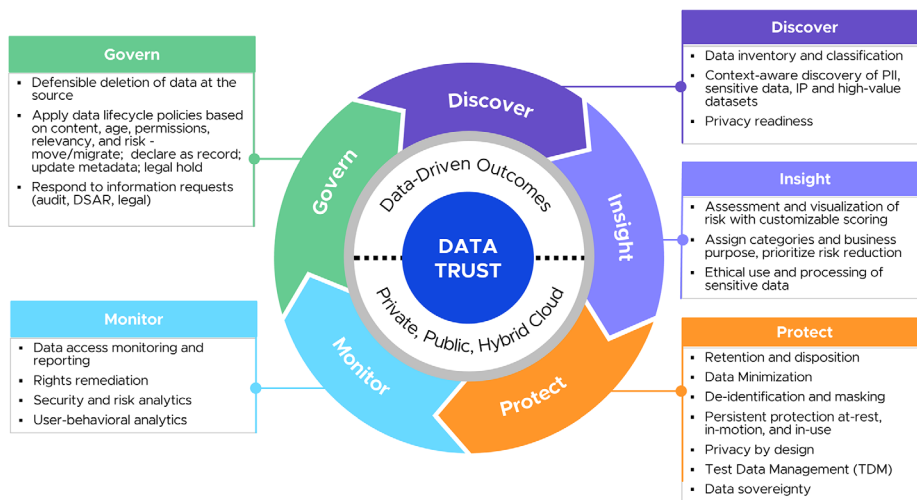 Govern
▪ Defensible deletion of data at the
source
▪ Apply data lifecycle policies based
on content, age, permissions,
relevancy, and risk -
move/migrate;  declare as record;
update metadata; legal hold
▪ Respond to information requests
(audit, DSAR, legal)
Discover
▪ Data inventory and classification
▪ Context-aware discovery of PII,
sensitive data, IP and high-value
datasets
▪ Privacy readiness
Discover
Insight
Protect
Monitor
Govern
Data-Driven Outcomes
DATA
TRUST
Private, Public, Hybrid Cloud
Insight
▪ Assessment and visualization of
risk with customizable scoring
▪ Assign categories and business
purpose, prioritize risk reduction
▪ Ethical use and processing of
sensitive data
Monitor
▪ Data access monitoring and
reporting
▪ Rights remediation
▪ Security and risk analytics
▪ User-behavioral analytics
Protect
▪ Retention and disposition
▪ Data Minimization
▪ De-identification and masking
▪ Persistent protection at-rest,
in-motion, and in-use
▪ Privacy by design
▪ Test Data Management (TDM)
▪ Data sovereignty